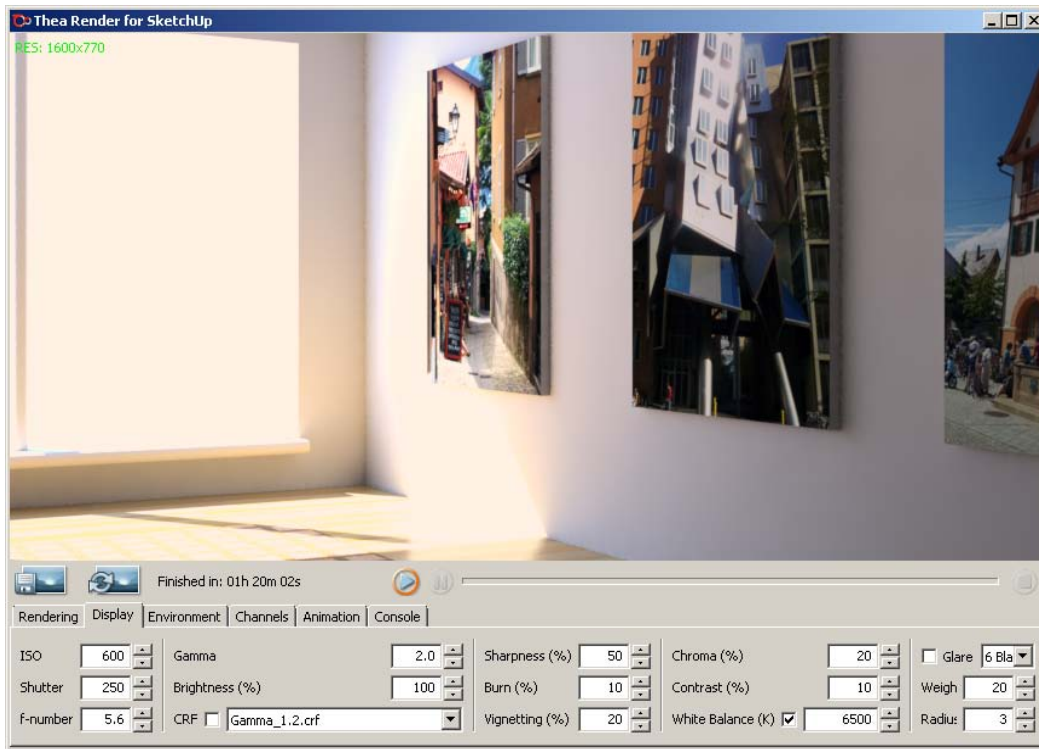 Thea Render for SketchUp
RES: 1600x770
Finished in: 01h 20m 02s
Rendering Display Environment Channels Animation Console
ISO 600 Gamma 2.0 Sharpness (%) 50 Chroma (%) 20 Glare 6 Bla
Shutter 250 Brightness (%) 100 Burn (%) 10 Contrast (%) 10 Weigh 20
f-number 5.6 CRF Gamma_1.2.crf Vignetting (%) 20 White Balance (K) 6500 Radius 3